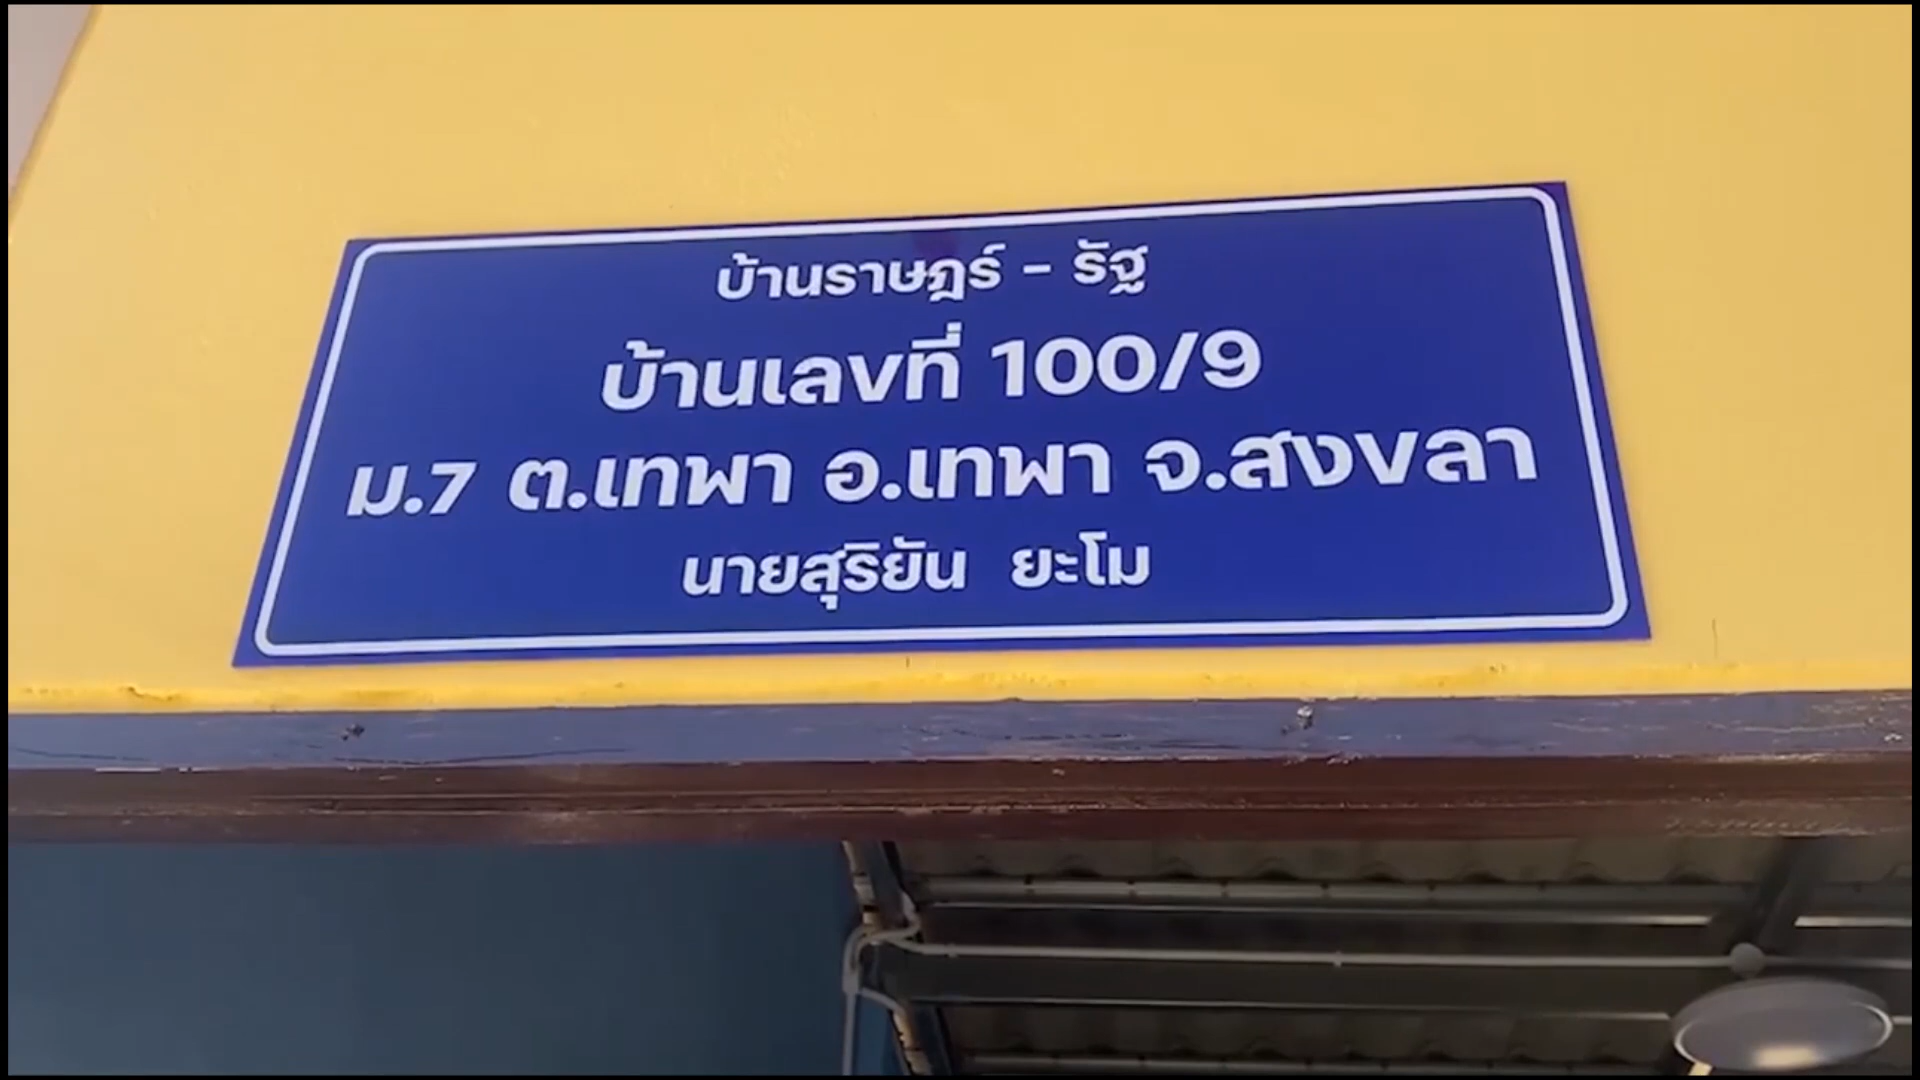 บ้านราษฎร์ - รัฐ
บ้านเลขที่ 100/9
ม.7 ต.เทพา อ.เทพา จ.สงขลา
นายสุริยัน ยะโม